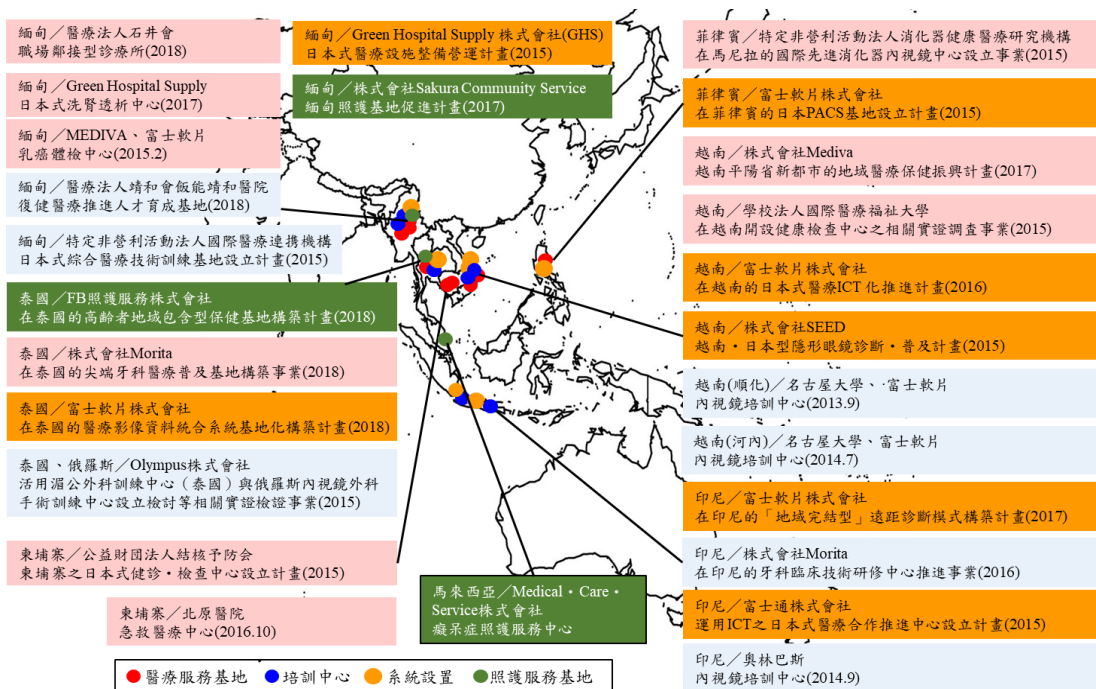 緬甸／醫療法人石井會
職場鄰接型診療所(2018)
緬甸／Green Hospital Supply
日本式洗腎透析中心(2017)
緬甸／MEDIVA、富士軟片
乳癌體檢中心(2015.2)
緬甸／醫療法人靖和會飯能靖和醫院
復健醫療推進人才育成基地(2018)
緬甸／特定非營利活動法人國際醫療連携機構
日本式綜合醫療技術訓練基地設立計畫(2015)
泰國／FB照護服務株式會社
在泰國的高齡者地域包含型保健基地構築計畫(2018)
泰國／株式會社Morita
在泰國的尖端牙科醫療普及基地構築事業(2018)
泰國／富士軟片株式會社
在泰國的醫療影像資料統合系統基地化構築計畫(2018)
泰國、俄羅斯／Olympus株式會社
活用湄公外科訓練中心（泰國）與俄羅斯內視鏡外科
手術訓練中心設立檢討等相關實證檢證事業(2015)
柬埔寨／公益財団法人結核予防会
柬埔寨之日本式健診・檢查中心設立計畫(2015)
柬埔寨／北原醫院
急救醫療中心(2016.10)
緬甸／Green Hospital Supply 株式會社(GHS)
日本式醫療設施整備營運計畫(2015)
緬甸／株式會社Sakura Community Service
緬甸照護基地促進計畫(2017)
馬來西亞／Medical・Care・
Service株式會社
癡呆症照護服務中心
菲律賓／特定非營利活動法人消化器健康醫療研究機構
在馬尼拉的國際先進消化器內視鏡中心設立事業(2015)
菲律賓／富士軟片株式會社
在菲律賓的日本PACS基地設立計畫(2015)
越南／株式會社Mediva
越南平陽省新都市的地域醫療保健振興計畫(2017)
越南／學校法人國際醫療福祉大學
在越南開設健康檢查中心之相關實證調查事業(2015)
越南／富士軟片株式會社
在越南的日本式醫療ICT化推進計畫(2016)
越南／株式會社SEED
越南・日本型隱形眼鏡診斷・普及計畫(2015)
越南(順化)／名古屋大學、富士軟片
內視鏡培訓中心(2013.9)
越南(河內)／名古屋大學、富士軟片
內視鏡培訓中心(2014.7)
印尼／富士軟片株式會社
在印尼的「地域完結型」遠距診斷模式構築計畫(2017)
印尼／株式會社Morita
在印尼的牙科臨床技術研修中心推進事業(2016)
印尼／富士通株式會社
運用ICT之日本式醫療合作推進中心設立計畫(2015)
印尼／奧林巴斯
內視鏡培訓中心(2014.9)
醫療服務基地 培訓中心 系統設置 照護服務基地